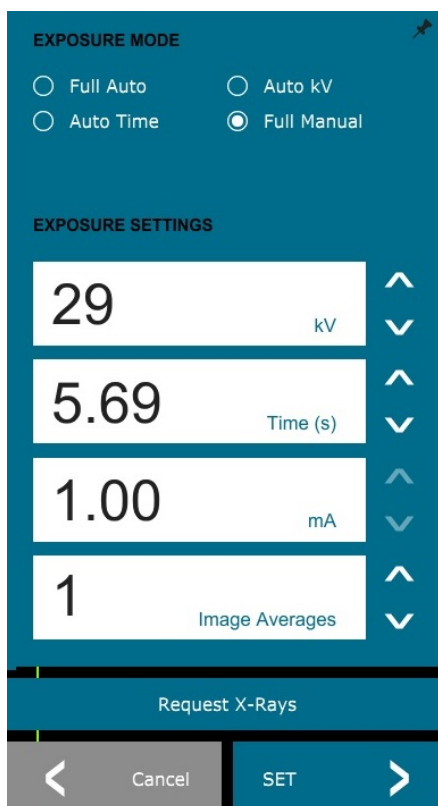 EXPOSURE MODE
Full Auto
Auto kV
Auto Time
Full Manual
EXPOSURE SETTINGS
29
kV
5.69
Time (s)
1.00
mA
1
Image Averages
Request X-Rays
Cancel
SET